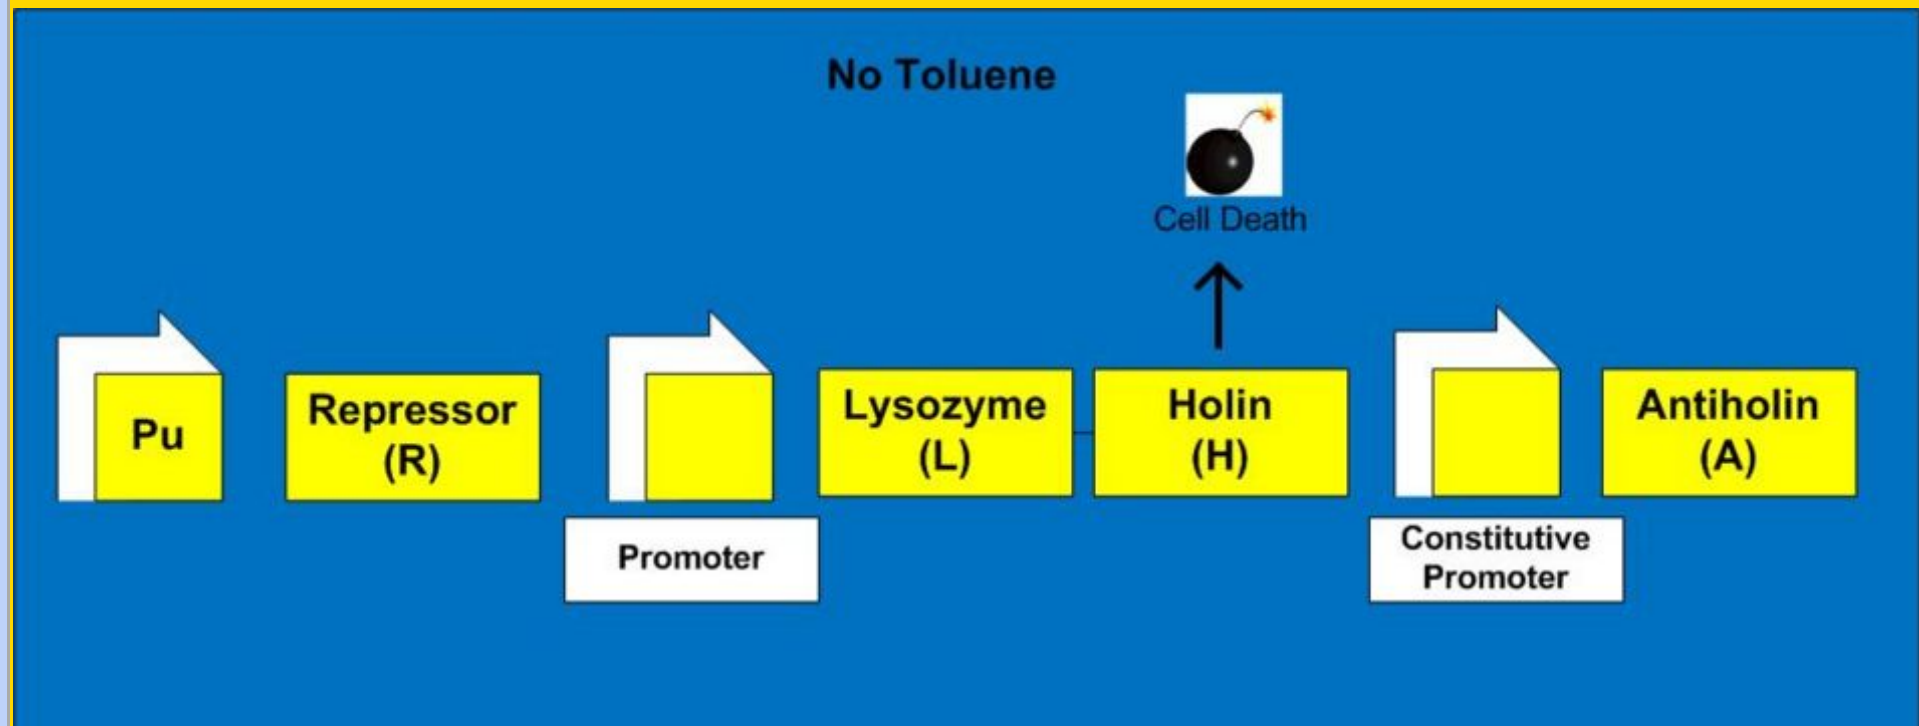 No Toluene
Cell Death
Pu
Repressor
(R)
Promoter
Lysozyme
(L)
Holin
(H)
Constitutive
Promoter
Antiholin
(A)